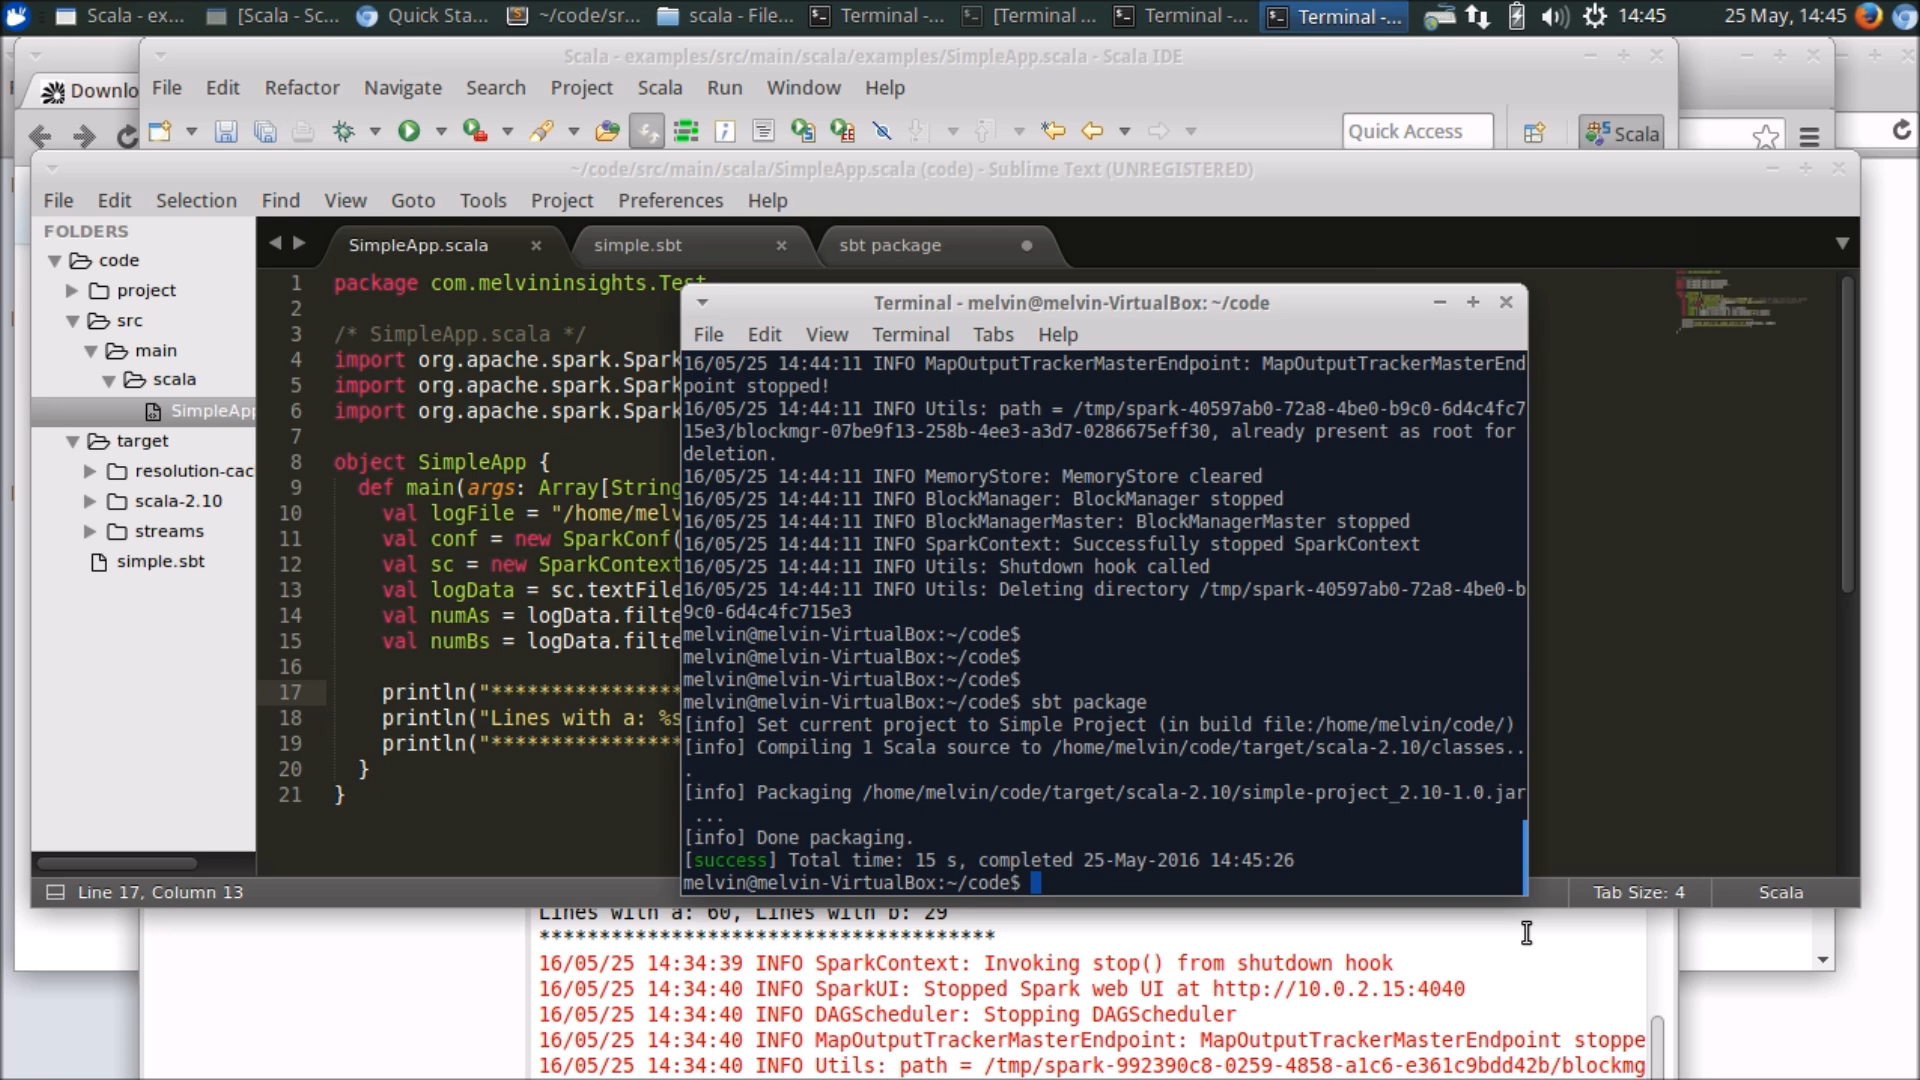 Scala - ex...
[Scala - Sc...
Quick Sta...
~/code/sr...
scala - File...
Terminal -...
[Terminal ...
Terminal -...
Terminal -...
14:45
25 May, 14:45
Scala - examples/src/main/scala/examples/SimpleApp.scala - Scala IDE
Downlo
File Edit Refactor Navigate Search Project Scala Run Window Help
Quick Access
Scala
~/code/src/main/scala/SimpleApp.scala (code) - Sublime Text (UNREGISTERED)
File Edit Selection Find View Goto Tools Project Preferences Help
FOLDERS
code
project
src
main
scala
SimpleApp
target
resolution-cac
scala-2.10
streams
simple.sbt
SimpleApp.scala
simple.sbt
sbt package
1 package com.melvininsights.Test
2
3 /* SimpleApp.scala */
4 import org.apache.spark.Spark
5 import org.apache.spark.Spark
6 import org.apache.spark.Spark
7
8 object SimpleApp {
9 def main(args: Array[String
10 val logFile = "/home/melv
11 val conf = new SparkConf(
12 val sc = new SparkContext
13 val logData = sc.textFile
14 val numAs = logData.filte
15 val numBs = logData.filte
16
17 println("****************
18 println("Lines with a: %s
19 println("****************
20 }
21 }
Terminal - melvin@melvin-VirtualBox: ~/code
File Edit View Terminal Tabs Help
16/05/25 14:44:11 INFO MapOutputTrackerMasterEndpoint: MapOutputTrackerMasterEnd
point stopped!
16/05/25 14:44:11 INFO Utils: path = /tmp/spark-40597ab0-72a8-4be0-b9c0-6d4c4fc7
15e3/blockmgr-07be9f13-258b-4ee3-a3d7-0286675eff30, already present as root for
deletion.
16/05/25 14:44:11 INFO MemoryStore: MemoryStore cleared
16/05/25 14:44:11 INFO BlockManager: BlockManager stopped
16/05/25 14:44:11 INFO BlockManagerMaster: BlockManagerMaster stopped
16/05/25 14:44:11 INFO SparkContext: Successfully stopped SparkContext
16/05/25 14:44:11 INFO Utils: Shutdown hook called
16/05/25 14:44:11 INFO Utils: Deleting directory /tmp/spark-40597ab0-72a8-4be0-b
9c0-6d4c4fc715e3
melvin@melvin-VirtualBox:~/code$
melvin@melvin-VirtualBox:~/code$
melvin@melvin-VirtualBox:~/code$
melvin@melvin-VirtualBox:~/code$ sbt package
[info] Set current project to Simple Project (in build file:/home/melvin/code/)
[info] Compiling 1 Scala source to /home/melvin/code/target/scala-2.10/classes..
.
[info] Packaging /home/melvin/code/target/scala-2.10/simple-project_2.10-1.0.jar
...
[info] Done packaging.
[success] Total time: 15 s, completed 25-May-2016 14:45:26
melvin@melvin-VirtualBox:~/code$
Line 17, Column 13
Tab Size: 4
Scala
Lines with a: 60, Lines with b: 29
**************************************
16/05/25 14:34:39 INFO SparkContext: Invoking stop() from shutdown hook
16/05/25 14:34:40 INFO SparkUI: Stopped Spark web UI at http://10.0.2.15:4040
16/05/25 14:34:40 INFO DAGScheduler: Stopping DAGScheduler
16/05/25 14:34:40 INFO MapOutputTrackerMasterEndpoint: MapOutputTrackerMasterEndpoint stoppe
16/05/25 14:34:40 INFO Utils: path = /tmp/spark-992390c8-0259-4858-a1c6-e361c9bdd42b/blockmg